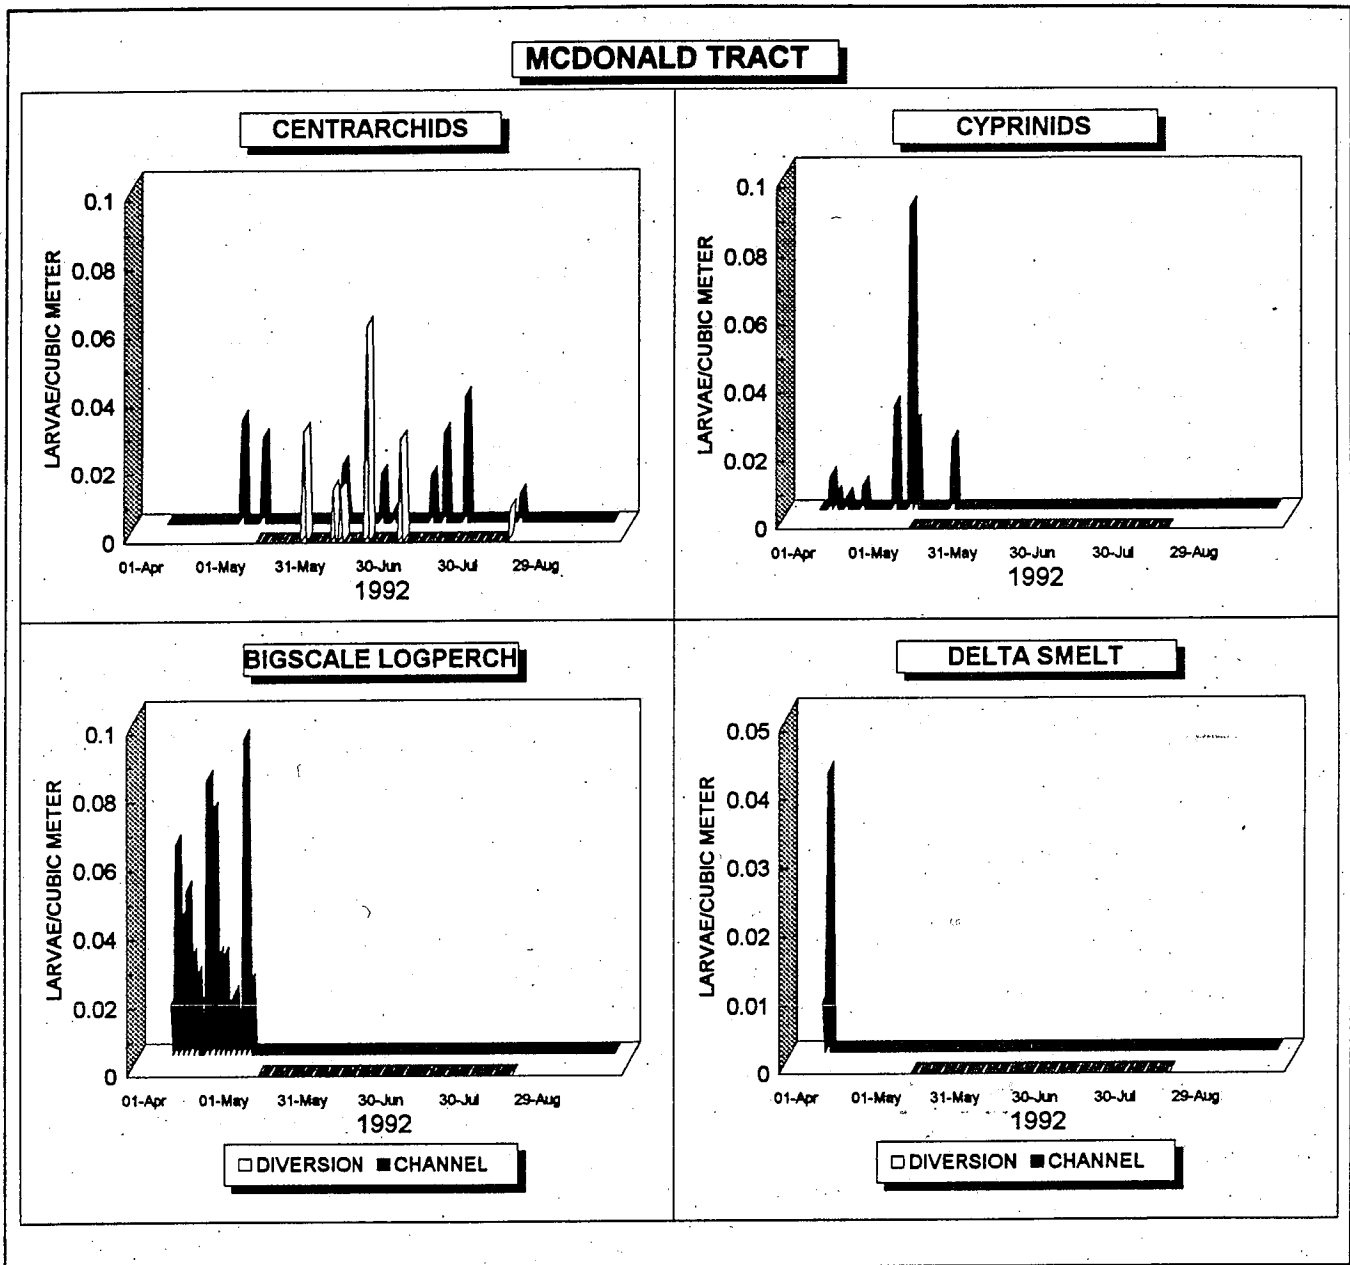 MCDONALD TRACT
CENTRARCHIDS
LARVAE/CUBIC METER
0.1
0.08
0.06
0.04
0.02
0
01-Apr 01-May 31-May 30-Jun 30-Jul 29-Aug
1992
CYPRINIDS
LARVAE/CUBIC METER
0.1
0.08
0.06
0.04
0.02
0
01-Apr 01-May 31-May 30-Jun 30-Jul 29-Aug
1992
BIGSCALE LOGPERCH
LARVAE/CUBIC METER
0.1
0.08
0.06
0.04
0.02
0
01-Apr 01-May 31-May 30-Jun 30-Jul 29-Aug
1992
DIVERSION CHANNEL
DELTA SMELT
LARVAE/CUBIC METER
0.05
0.04
0.03
0.02
0.01
0
01-Apr 01-May 31-May 30-Jun 30-Jul 29-Aug
1992
DIVERSION CHANNEL